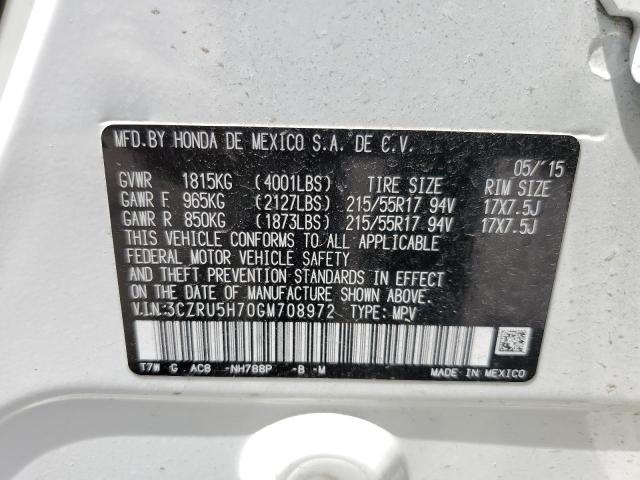 MFD.BY HONDA DE MEXICO S.A. DE C.V.
05/'15
GVWR 1815KG (4001LBS) TIRE SIZE RIM SIZE
GAWR F 965KG (2127LBS) 215/55R17 94V 17X7.5J
GAWR R 850KG (1873LBS) 215/55R17 94V 17X7.5J
THIS VEHICLE CONFORMS TO ALL APPLICABLE
FEDERAL MOTOR VEHICLE SAFETY
AND THEFT PREVENTION STANDARDS IN EFFECT
ON THE DATE OF MANUFACTURE SHOWN ABOVE.
V.I.N:3CZRU5H70GM708972 TYPE: MPV
T7W G AC8 -NH788P -B -M
MADE IN MEXICO